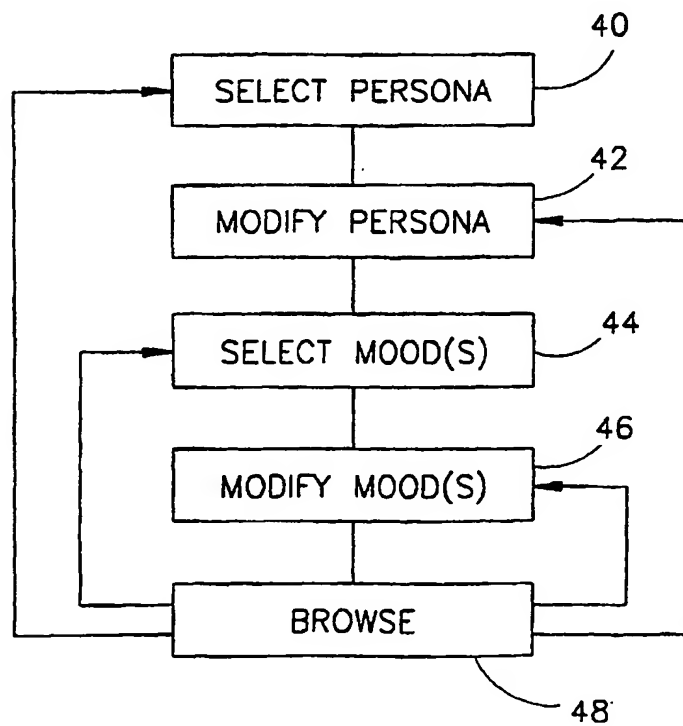 40
SELECT PERSONA
42
MODIFY PERSONA
44
SELECT MOOD(S)
46
MODIFY MOOD(S)
BROWSE
48